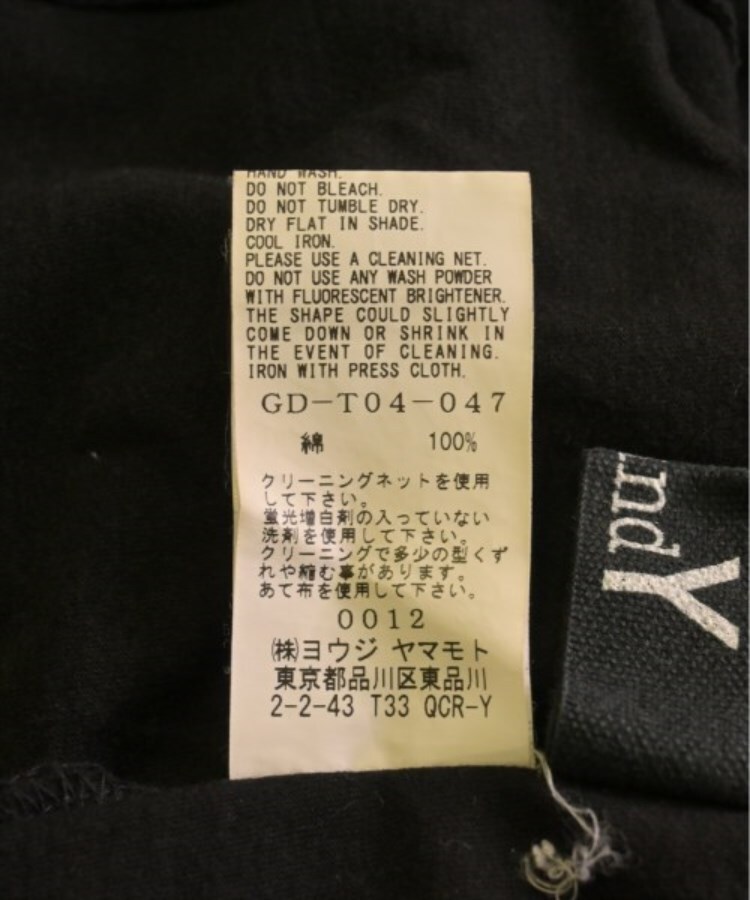 HAND WASH.
DO NOT BLEACH.
DO NOT TUMBLE DRY.
DRY FLAT IN SHADE.
COOL IRON.
PLEASE USE A CLEANING NET.
DO NOT USE ANY WASH POWDER
WITH FLUORESCENT BRIGHTENER.
THE SHAPE COULD SLIGHTLY
COME DOWN OR SHRINK IN
THE EVENT OF CLEANING.
IRON WITH PRESS CLOTH.
GD-T04-047
綿 100%
クリーニングネットを使用
して下さい。
蛍光増白剤の入っていない
洗剤を使用して下さい。
クリーニングで多少の型くず
れや縮む事があります。
あて布を使用して下さい。
0012
㈱ヨウジ ヤマモト
東京都品川区東品川
2-2-43 T33 QCR-Y
nd Y